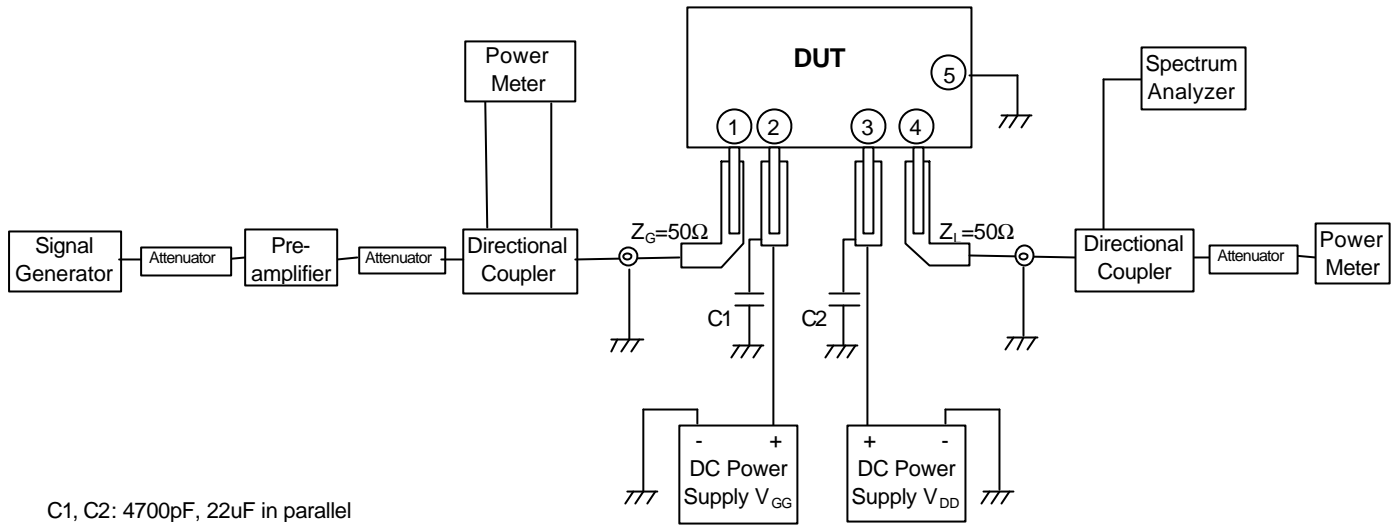 DUT
Power
Meter
5
Spectrum
Analyzer
1 2 3 4
Signal
Generator
Attenuator
Pre-
amplifier
Attenuator
Directional
Coupler
Z_G=50Ω
Z_L=50Ω
Directional
Coupler
Attenuator
Power
Meter
C1
C2
- +
DC Power
Supply V_GG
+ -
DC Power
Supply V_DD
C1, C2: 4700pF, 22uF in parallel